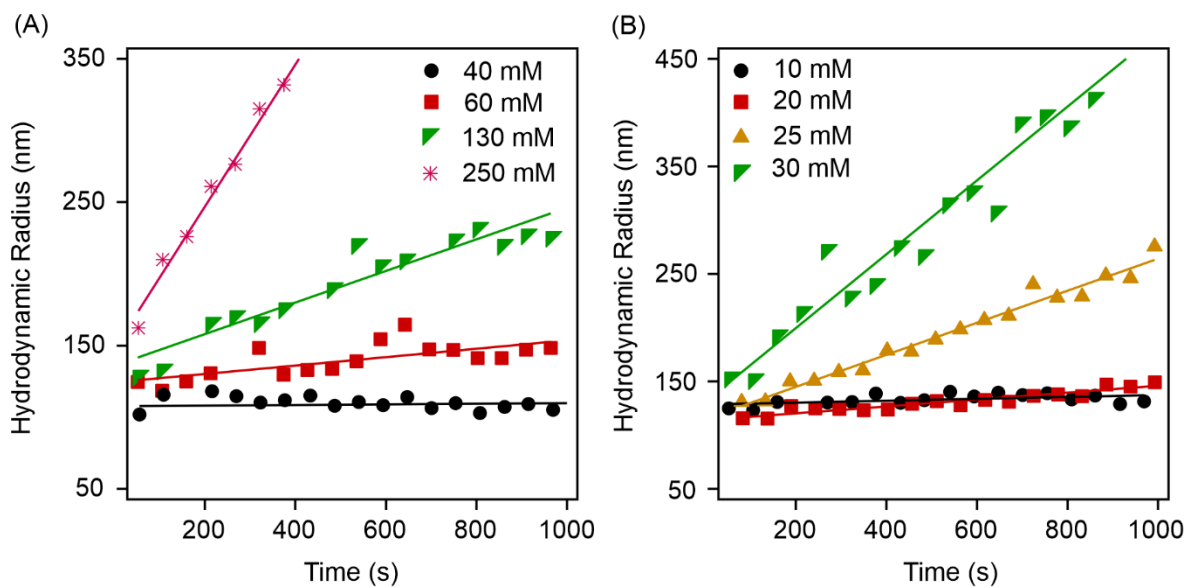 (A)
350
250
150
50
Hydrodynamic Radius (nm)
40 mM
60 mM
130 mM
250 mM
200 400 600 800 1000
Time (s)
(B)
450
350
250
150
50
Hydrodynamic Radius (nm)
10 mM
20 mM
25 mM
30 mM
200 400 600 800 1000
Time (s)